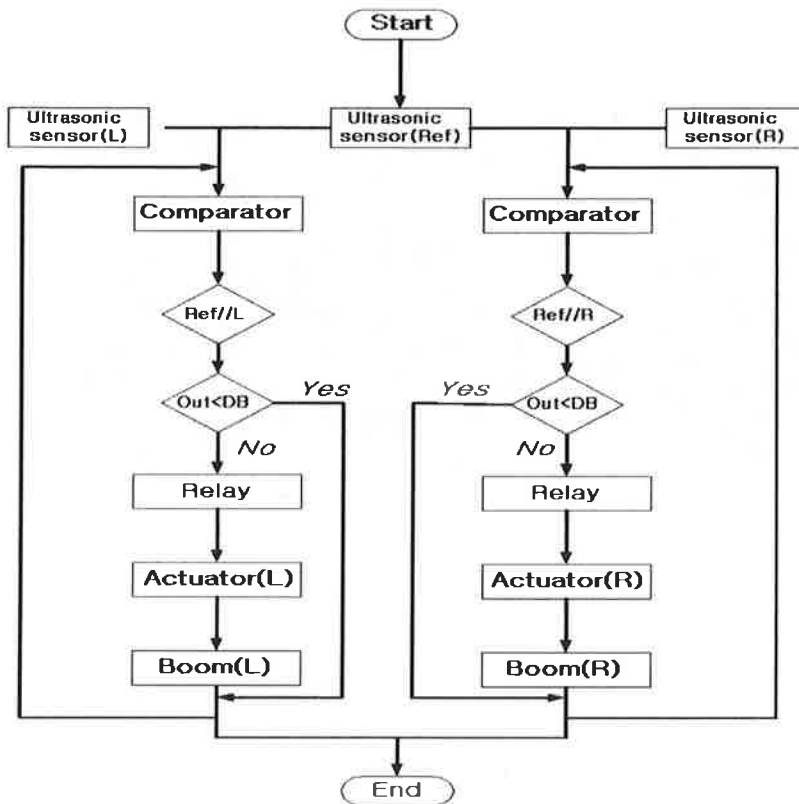 Start
Ultrasonic
sensor(L)
Ultrasonic
sensor(Ref)
Ultrasonic
sensor(R)
Comparator
Comparator
Ref//L
Ref//R
Out<DB
Yes
Yes
Out<DB
No
No
Relay
Relay
Actuator(L)
Actuator(R)
Boom(L)
Boom(R)
End